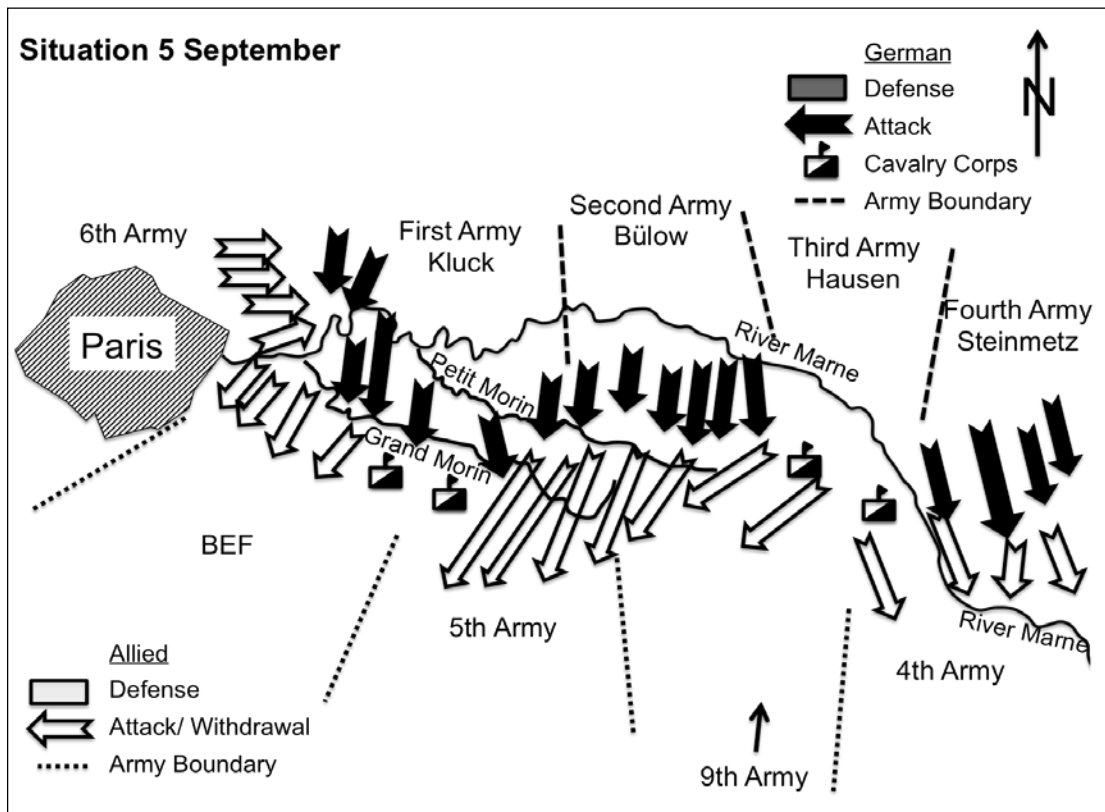 Situation 5 September
German
Defense
Attack
Cavalry Corps
Army Boundary
N
6th Army
First Army
Kluck
Second Army
Bülow
Third Army
Hausen
Fourth Army
Steinmetz
Paris
River Marne
Petit Morin
Grand Morin
BEF
5th Army
River Marne
4th Army
9th Army
Allied
Defense
Attack/ Withdrawal
Army Boundary